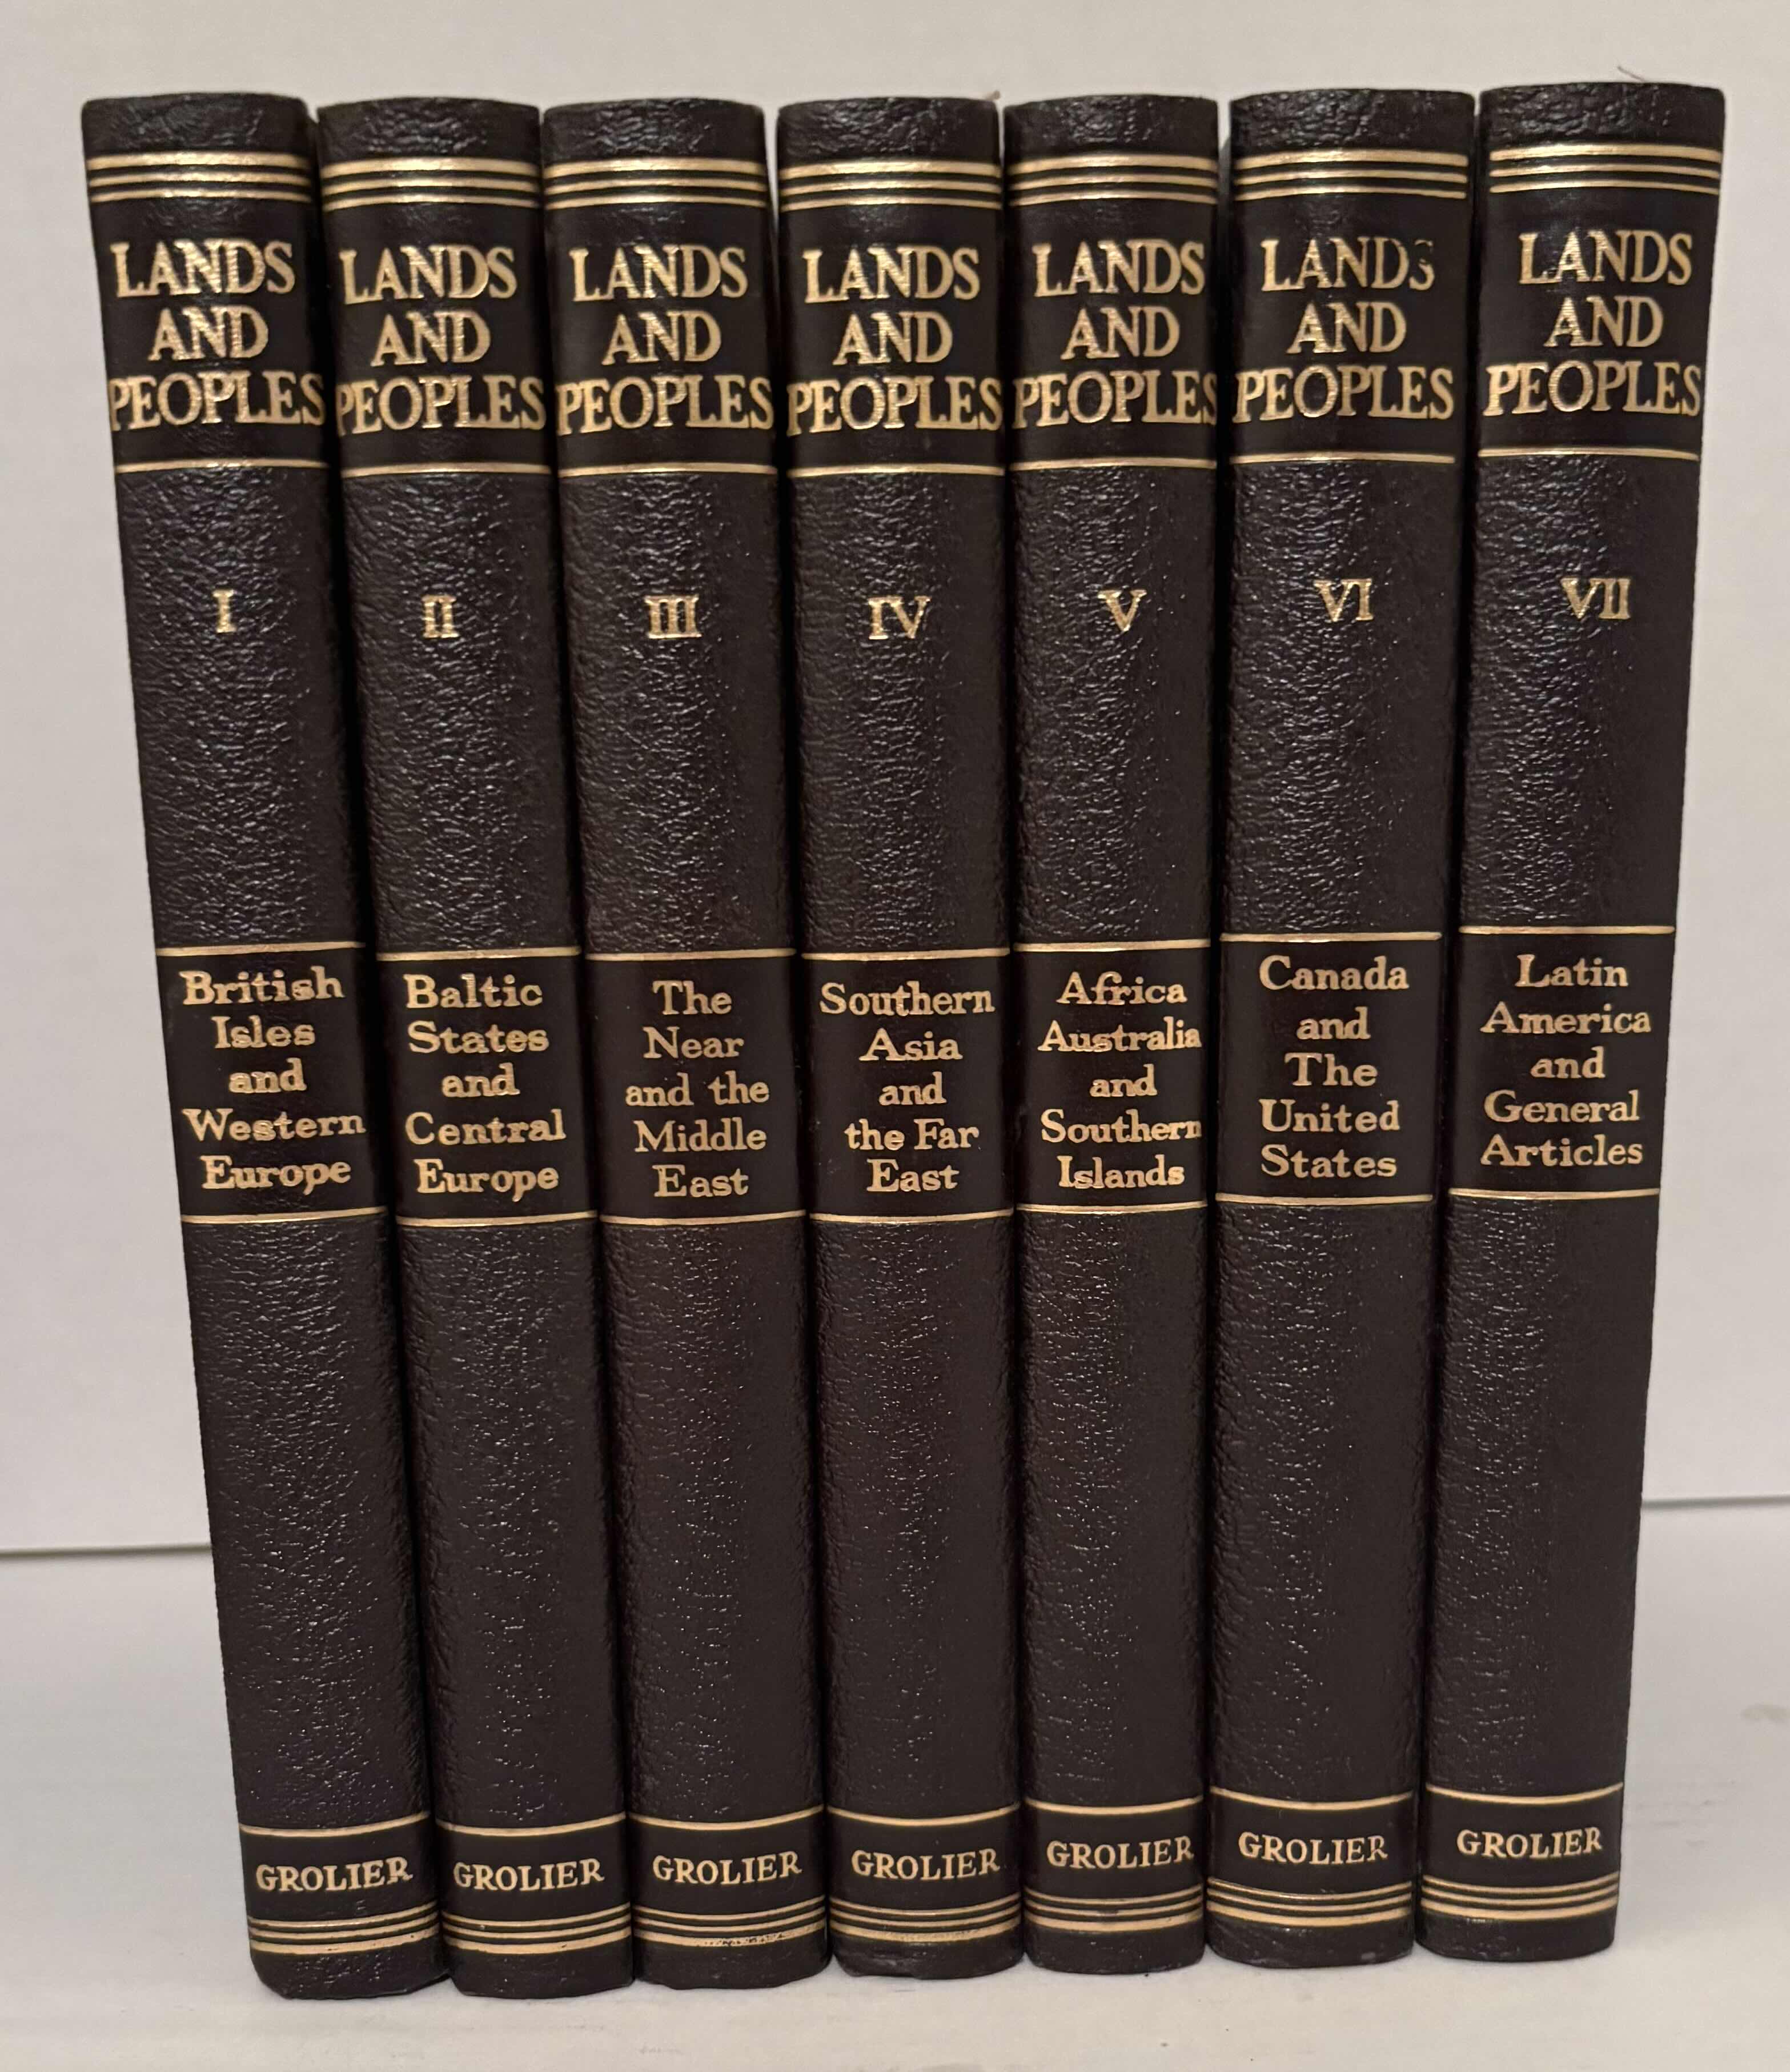 LANDS
AND
PEOPLES
I
British
Isles
and
Western
Europe
GROLIER
LANDS
AND
PEOPLES
II
Baltic
States
and
Central
Europe
GROLIER
LANDS
AND
PEOPLES
III
The
Near
and the
Middle
East
GROLIER
LANDS
AND
PEOPLES
IV
Southern
Asia
and
the Far
East
GROLIER
LANDS
AND
PEOPLES
V
Africa
Australia
and
Southern
Islands
GROLIER
LANDS
AND
PEOPLES
VI
Canada
and
The
United
States
GROLIER
LANDS
AND
PEOPLES
VII
Latin
America
and
General
Articles
GROLIER